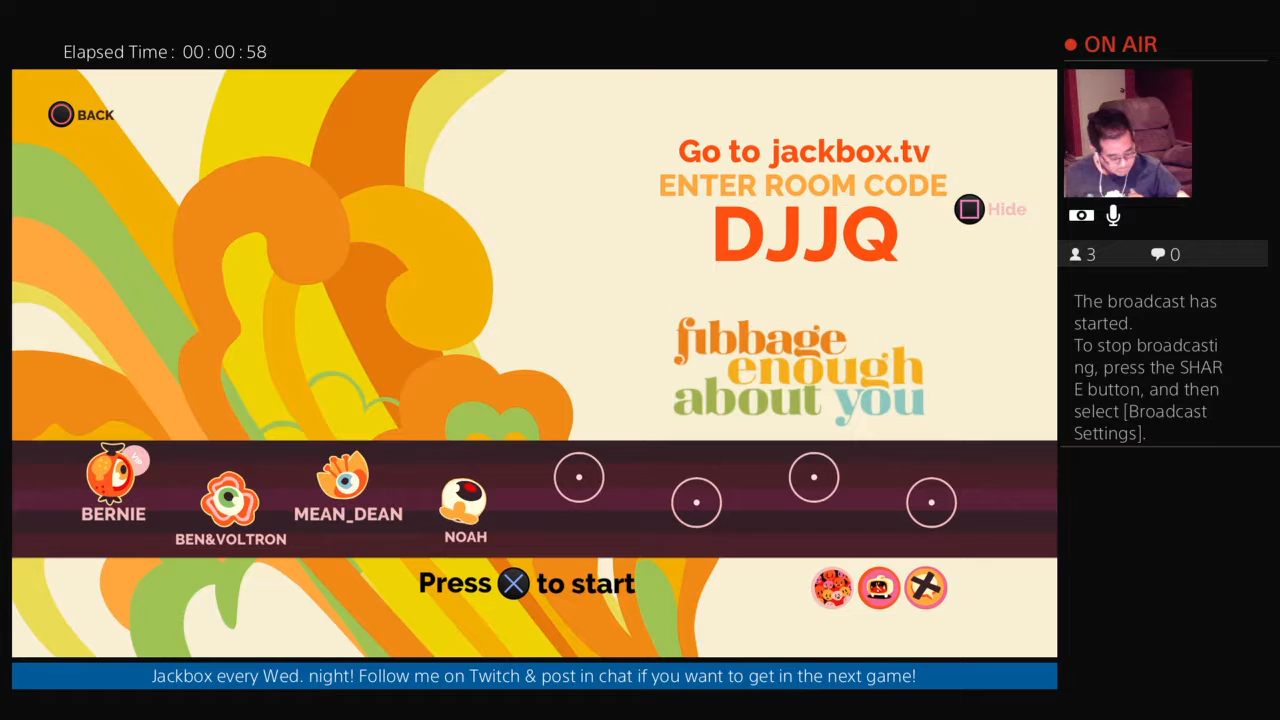 Elapsed Time: 00:00:58
ON AIR
BACK
Go to jackbox.tv
ENTER ROOM CODE
DJJQ
Hide
3
0
The broadcast has
started.
To stop broadcasti
ng, press the SHAR
E button, and then
select [Broadcast
Settings].
fibbage
enough
about you
VIP
BERNIE
BEN&VOLTRON
MEAN_DEAN
NOAH
Press to start
Jackbox every Wed. night! Follow me on Twitch & post in chat if you want to get in the next game!